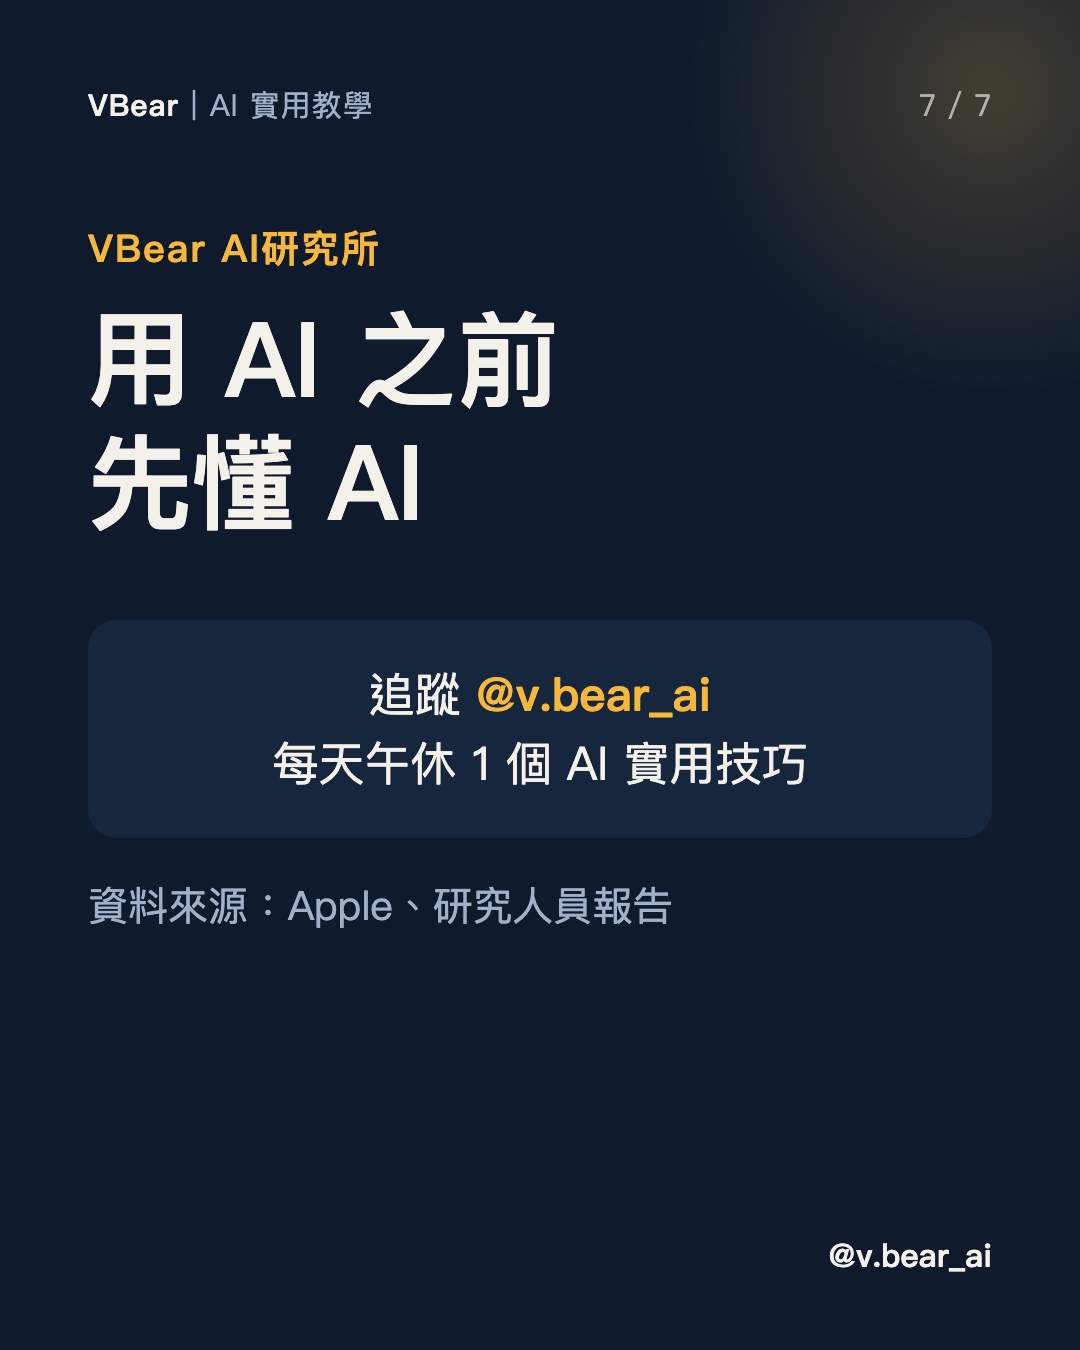 VBear｜AI 實用教學
7 / 7
VBear AI研究所
用 AI 之前
先懂 AI
追蹤 @v.bear_ai
每天午休 1 個 AI 實用技巧
資料來源：Apple、研究人員報告
@v.bear_ai